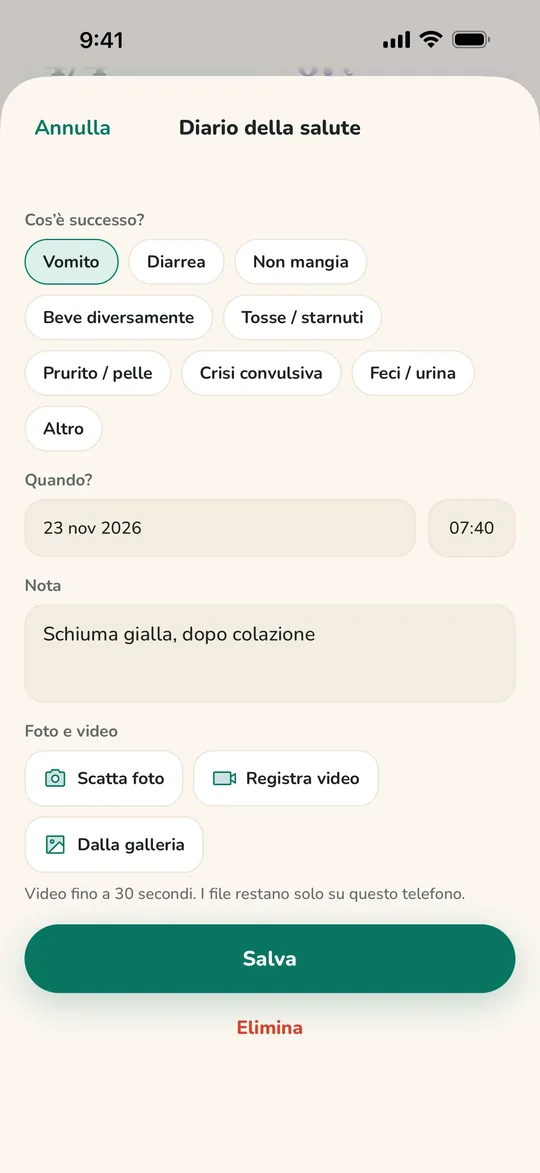 9:41
Annulla
Diario della salute
Cos'è successo?
Vomito
Diarrea
Non mangia
Beve diversamente
Tosse / starnuti
Prurito / pelle
Crisi convulsiva
Feci / urina
Altro
Quando?
23 nov 2026
07:40
Nota
Schiuma gialla, dopo colazione
Foto e video
Scatta foto
Registra video
Dalla galleria
Video fino a 30 secondi. I file restano solo su questo telefono.
Salva
Elimina